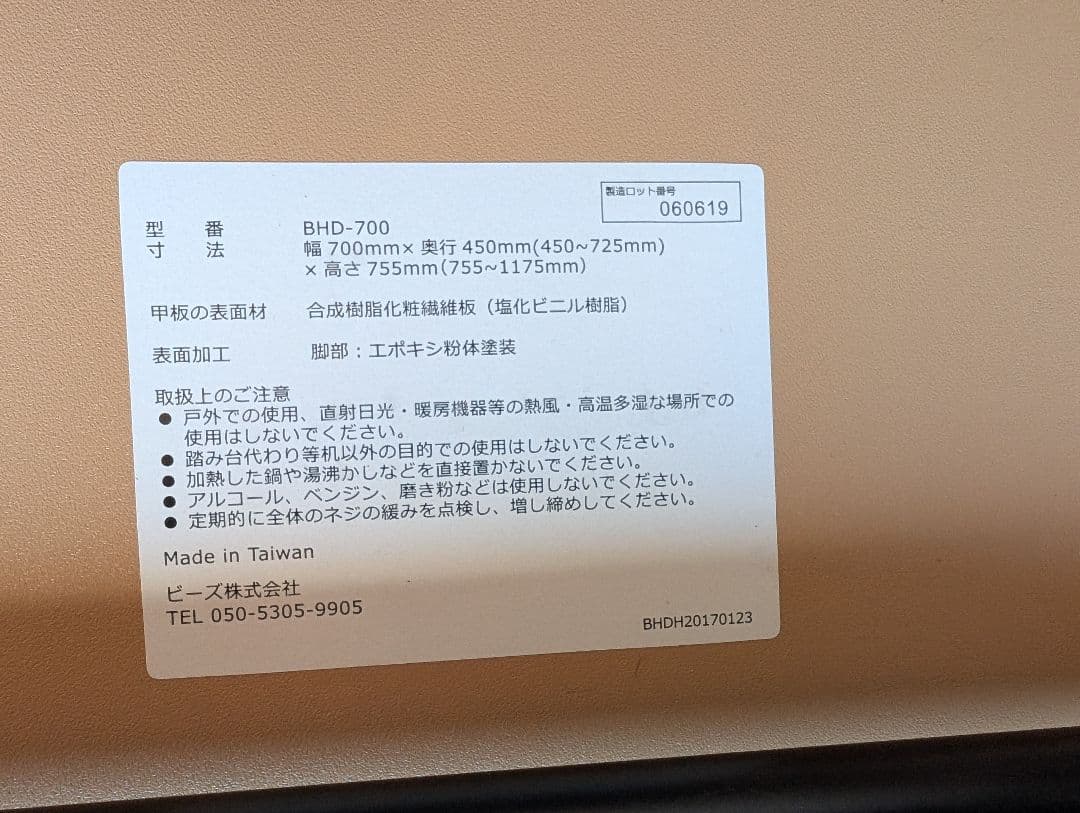 製造ロット番号
060619
型 番 BHD-700
寸 法 幅 700mm× 奥行 450mm(450~725mm)
× 高さ 755mm(755~1175mm)
甲板の表面材 合成樹脂化粧繊維板（塩化ビニル樹脂）
表面加工 脚部：エポキシ粉体塗装
取扱上のご注意
● 戸外での使用、直射日光・暖房機器等の熱風・高温多湿な場所での
使用はしないでください。
● 踏み台代わり等机以外の目的での使用はしないでください。
● 加熱した鍋や湯沸かしなどを直接置かないでください。
● アルコール、ベンジン、磨き粉などは使用しないでください。
● 定期的に全体のネジの緩みを点検し、増し締めしてください。
Made in Taiwan
ビーズ株式会社
TEL 050-5305-9905
BHDH20170123